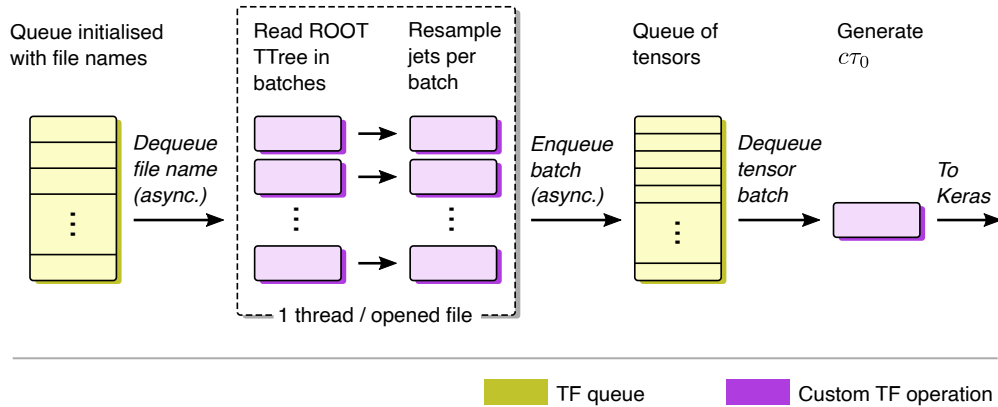 Queue initialised
with file names
Read ROOT
TTree in
batches
Resample
jets per
batch
Queue of
tensors
Generate
cτ₀
Dequeue
file name
(async.)
Enqueue
batch
(async.)
Dequeue
tensor
batch
To
Keras
1 thread / opened file
TF queue
Custom TF operation